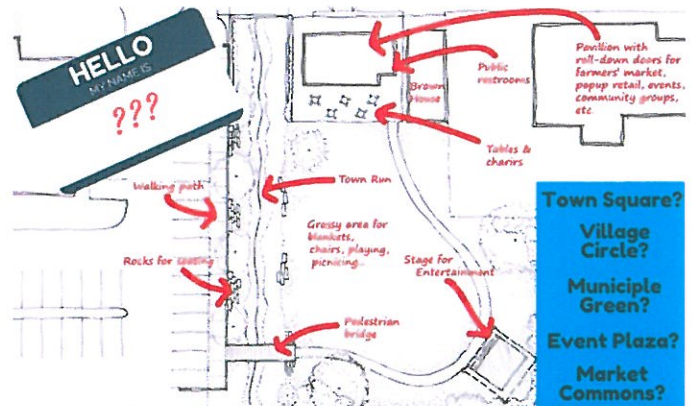 HELLO
MY NAME IS
???
Public
restrooms
Pavilion with
roll-down doors for
farmers' market,
popup retail, events,
community groups,
etc.
Brown
House
Tables &
charirs
Walking path
Town Run
Rocks for seating
Grassy area for
blankets,
chairs, playing,
picnicing...
Stage for
Entertainment
Pedestrian
bridge
Town Square?
Village
Circle?
Municiple
Green?
Event Plaza?
Market
Commons?